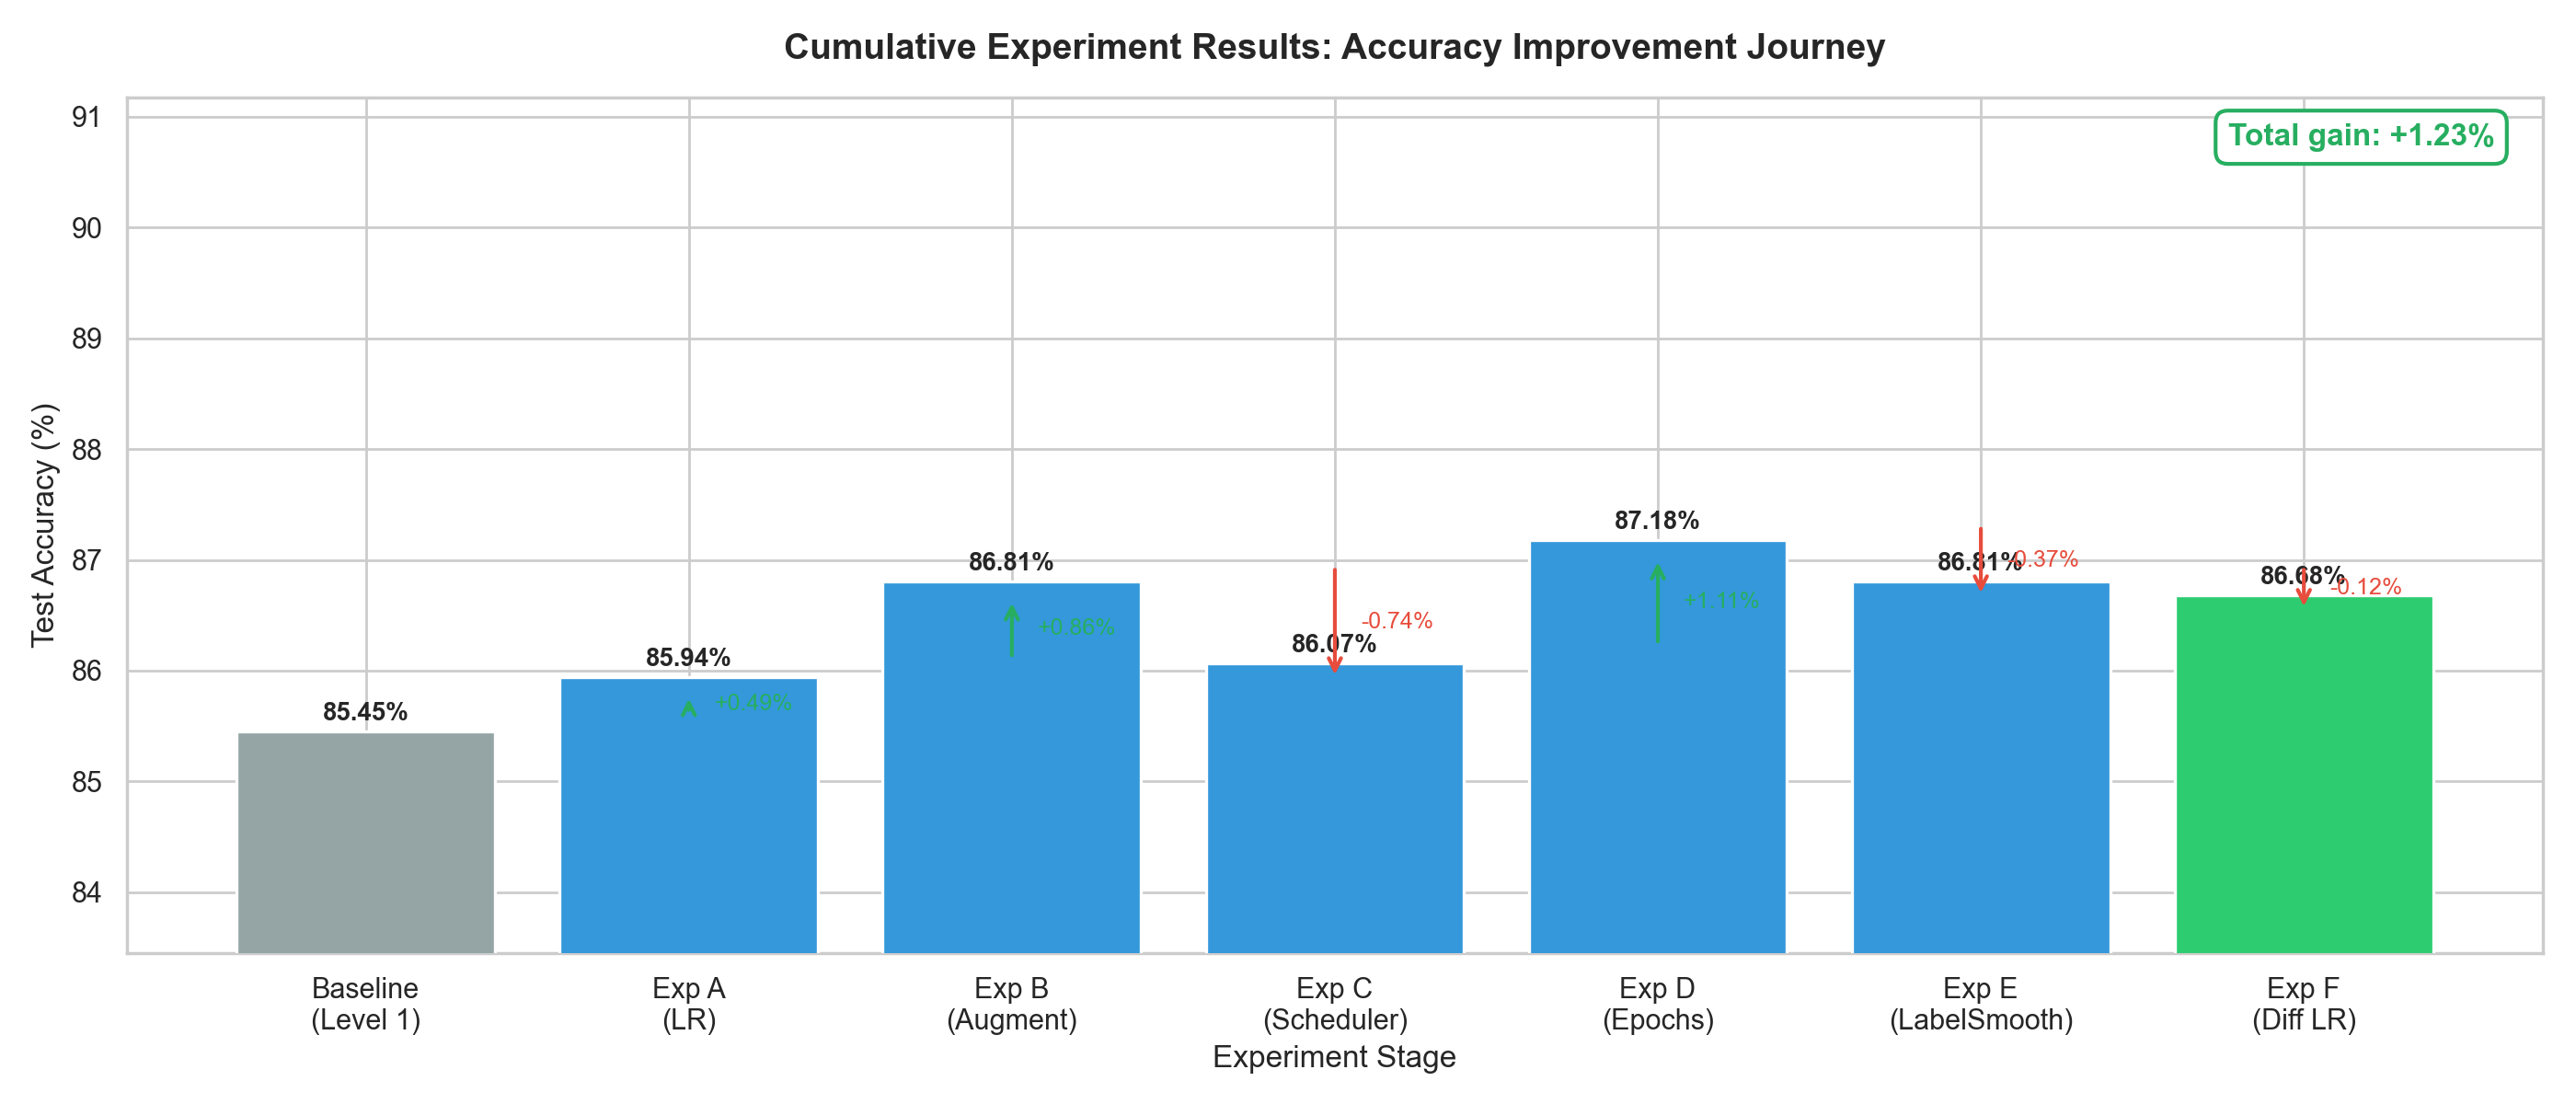 Cumulative Experiment Results: Accuracy Improvement Journey
Total gain: +1.23%
Test Accuracy (%)
91
90
89
88
87
86
85
84
85.45%
85.94%
+0.49%
86.81%
+0.86%
86.07%
-0.74%
87.18%
+1.11%
86.81%
-0.37%
86.68%
-0.12%
Baseline
(Level 1)
Exp A
(LR)
Exp B
(Augment)
Exp C
(Scheduler)
Exp D
(Epochs)
Exp E
(LabelSmooth)
Exp F
(Diff LR)
Experiment Stage